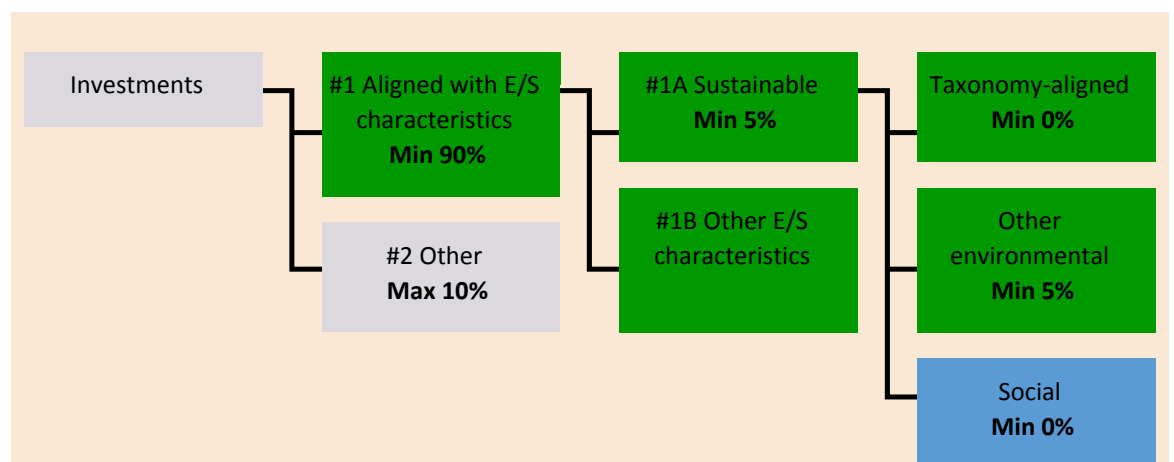 Investments
#1 Aligned with E/S
characteristics
Min 90%
#2 Other
Max 10%
#1A Sustainable
Min 5%
#1B Other E/S
characteristics
Taxonomy-aligned
Min 0%
Other
environmental
Min 5%
Social
Min 0%